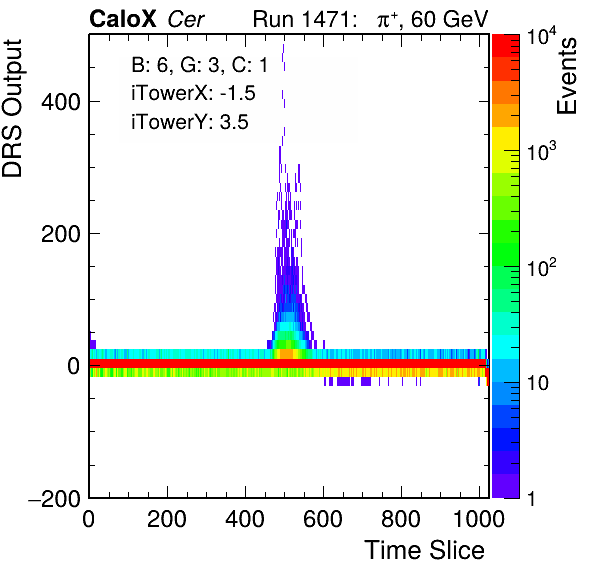 CaloX Cer Run 1471: π⁺, 60 GeV
B: 6, G: 3, C: 1
iTowerX: -1.5
iTowerY: 3.5
DRS Output
400
200
0
−200
0 200 400 600 800 1000
Time Slice
Events
10⁴
10³
10²
10
1